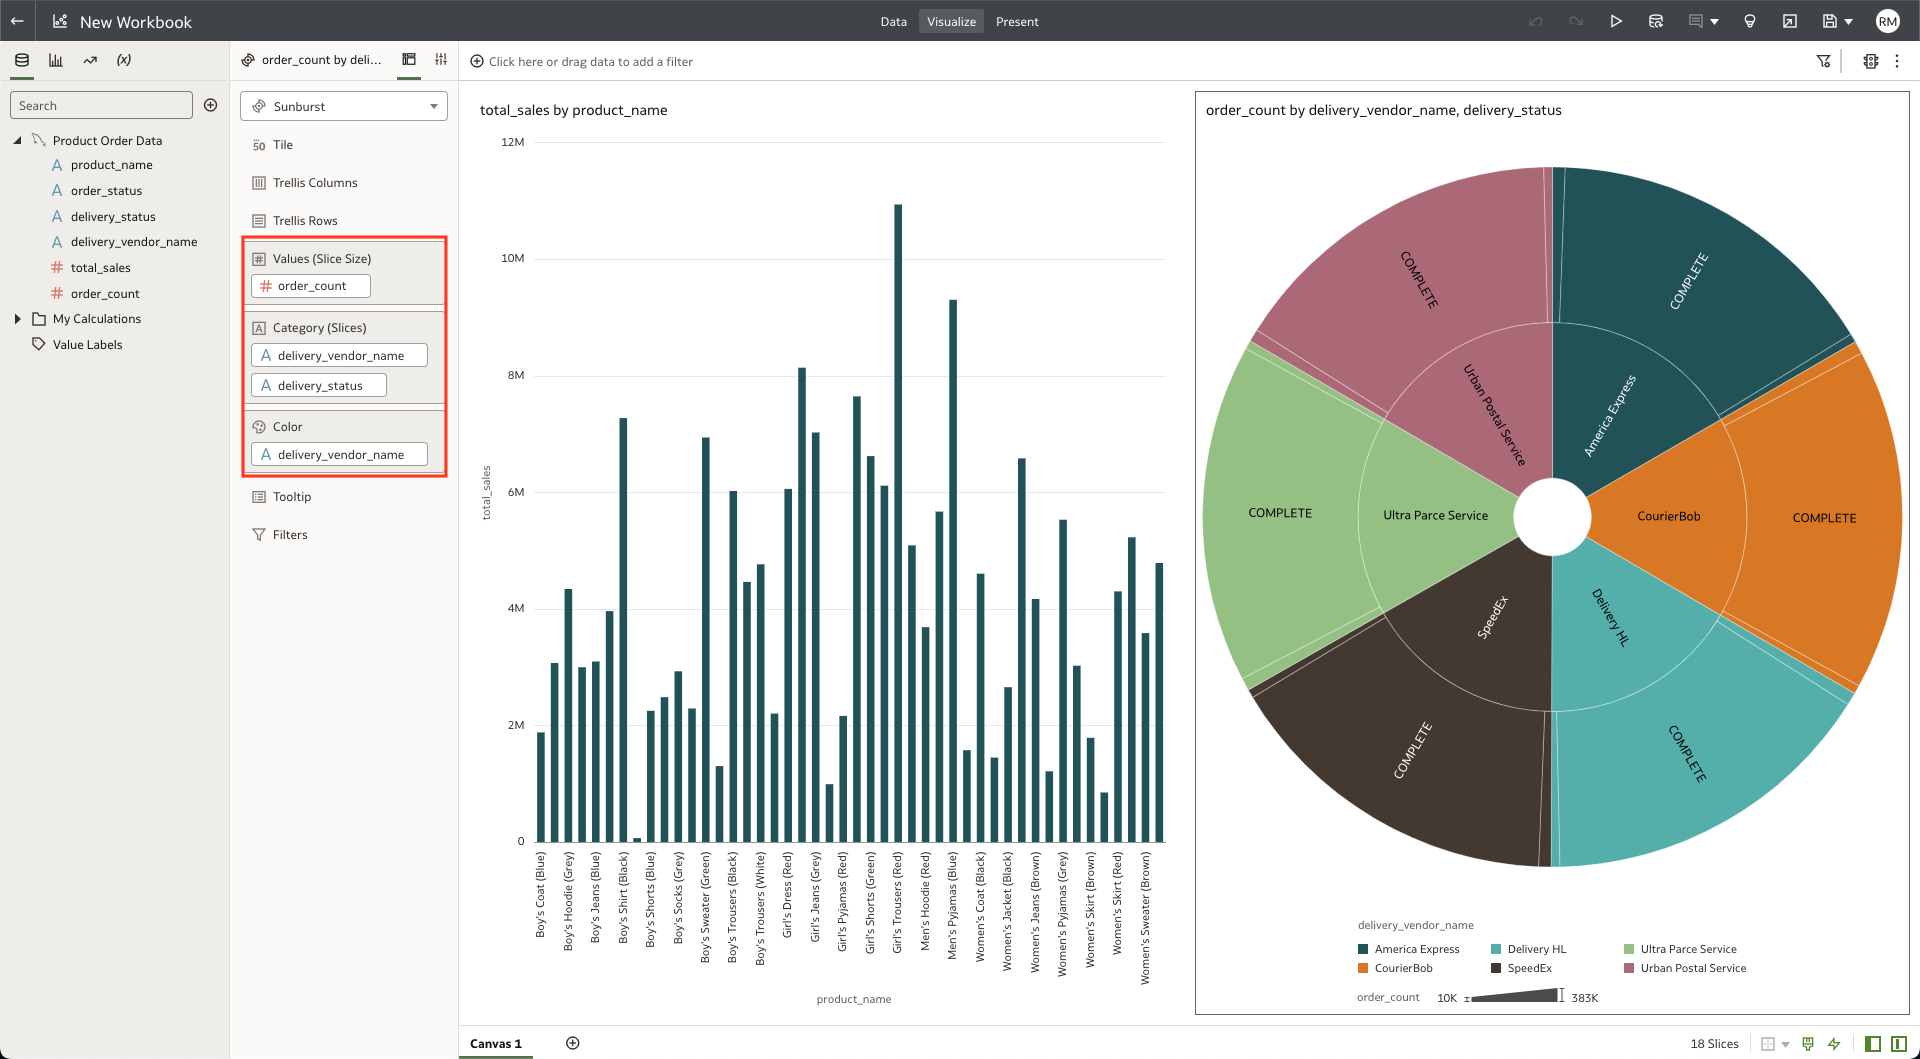 New Workbook
Data
Visualize
Present
RM
(x)
order_count by deli...
Click here or drag data to add a filter
Search
Product Order Data
A product_name
A order_status
A delivery_status
A delivery_vendor_name
# total_sales
# order_count
My Calculations
Value Labels
Sunburst
50 Tile
Trellis Columns
Trellis Rows
# Values (Slice Size)
# order_count
A Category (Slices)
A delivery_vendor_name
A delivery_status
Color
A delivery_vendor_name
Tooltip
Filters
total_sales by product_name
12M
10M
8M
6M
4M
2M
0
total_sales
Boy's Coat (Blue)
Boy's Hoodie (Grey)
Boy's Jeans (Blue)
Boy's Shirt (Black)
Boy's Shorts (Blue)
Boy's Socks (Grey)
Boy's Sweater (Green)
Boy's Trousers (Black)
Boy's Trousers (White)
Girl's Dress (Red)
Girl's Jeans (Grey)
Girl's Pyjamas (Red)
Girl's Shorts (Green)
Girl's Trousers (Red)
Men's Hoodie (Red)
Men's Pyjamas (Blue)
Women's Coat (Black)
Women's Jacket (Black)
Women's Jeans (Brown)
Women's Pyjamas (Grey)
Women's Skirt (Brown)
Women's Skirt (Red)
Women's Sweater (Brown)
product_name
order_count by delivery_vendor_name, delivery_status
COMPLETE
COMPLETE
Urban Postal Service
America Express
COMPLETE
Ultra Parce Service
CourierBob
COMPLETE
SpeedEx
Delivery HL
COMPLETE
COMPLETE
delivery_vendor_name
America Express
Delivery HL
Ultra Parce Service
CourierBob
SpeedEx
Urban Postal Service
order_count 10K 383K
Canvas 1
18 Slices